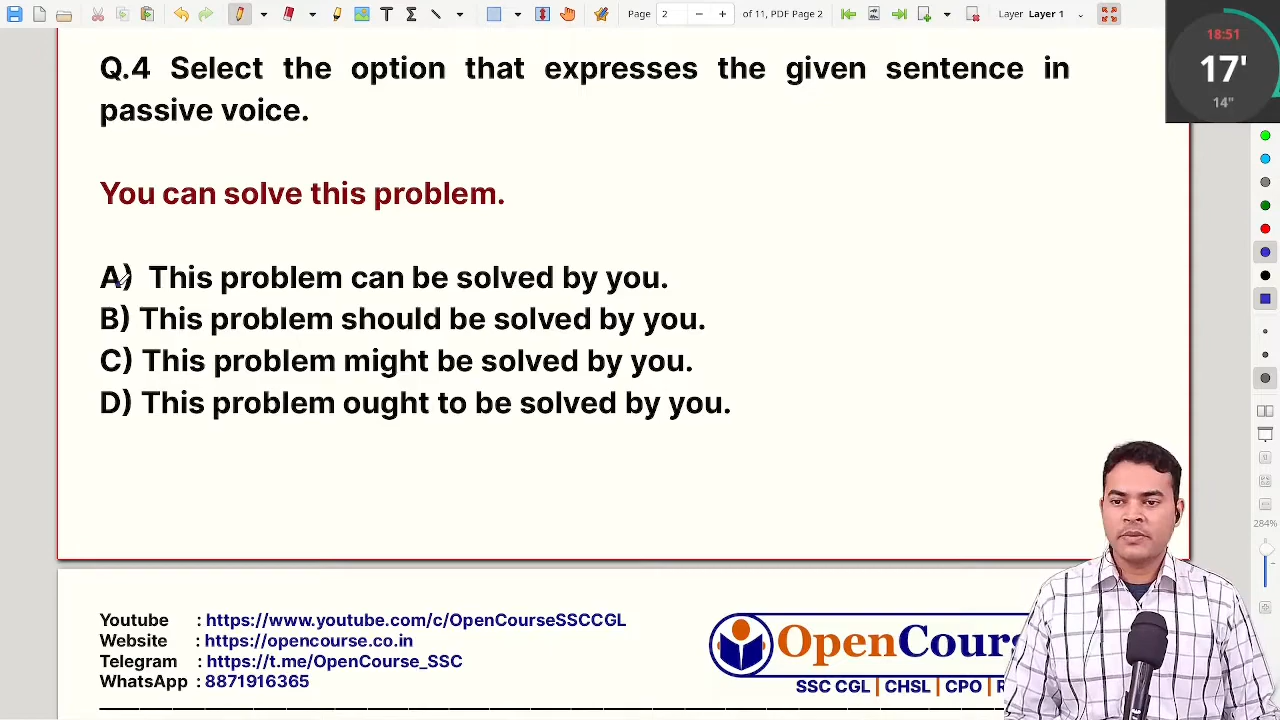 Page 2 of 11, PDF Page 2 Layer Layer 1
18:51
17'
14"
Q.4 Select the option that expresses the given sentence in
passive voice.
You can solve this problem.
A) This problem can be solved by you.
B) This problem should be solved by you.
C) This problem might be solved by you.
D) This problem ought to be solved by you.
284%
Youtube : https://www.youtube.com/c/OpenCourseSSCCGL
Website : https://opencourse.co.in
Telegram : https://t.me/OpenCourse_SSC
WhatsApp : 8871916365
OpenCours
SSC CGL | CHSL | CPO | R